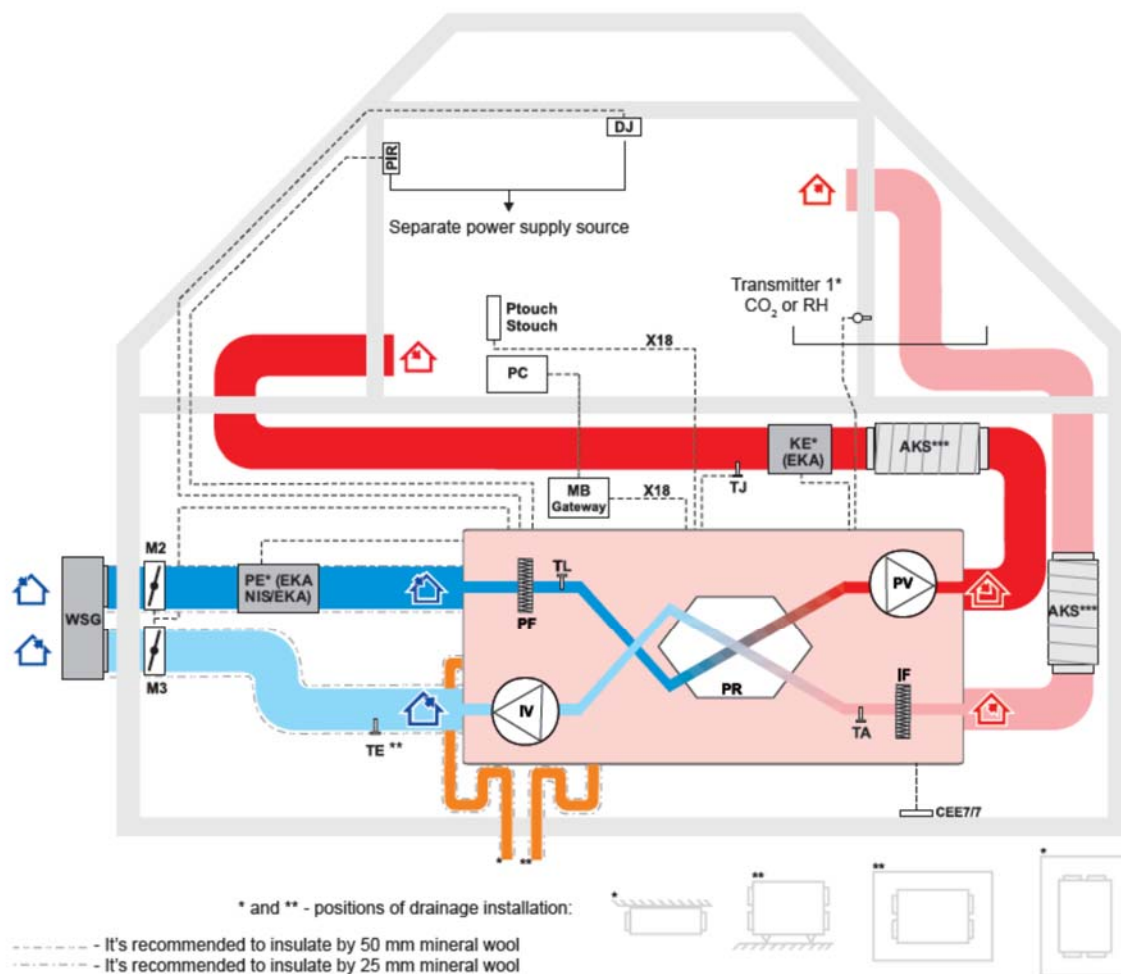 DJ
PIR
Separate power supply source
Transmitter 1*
CO₂ or RH
Ptouch
Stouch
X18
PC
KE*
(EKA)
AKS***
TJ
MB
Gateway
X18
M2
PE* (EKA
NIS/EKA)
TL
PV
WSG
PF
AKS***
M3
PR
IF
IV
TA
TE **
CEE7/7
* **
* and ** - positions of drainage installation:
* ** ** *
- It's recommended to insulate by 50 mm mineral wool
- It's recommended to insulate by 25 mm mineral wool